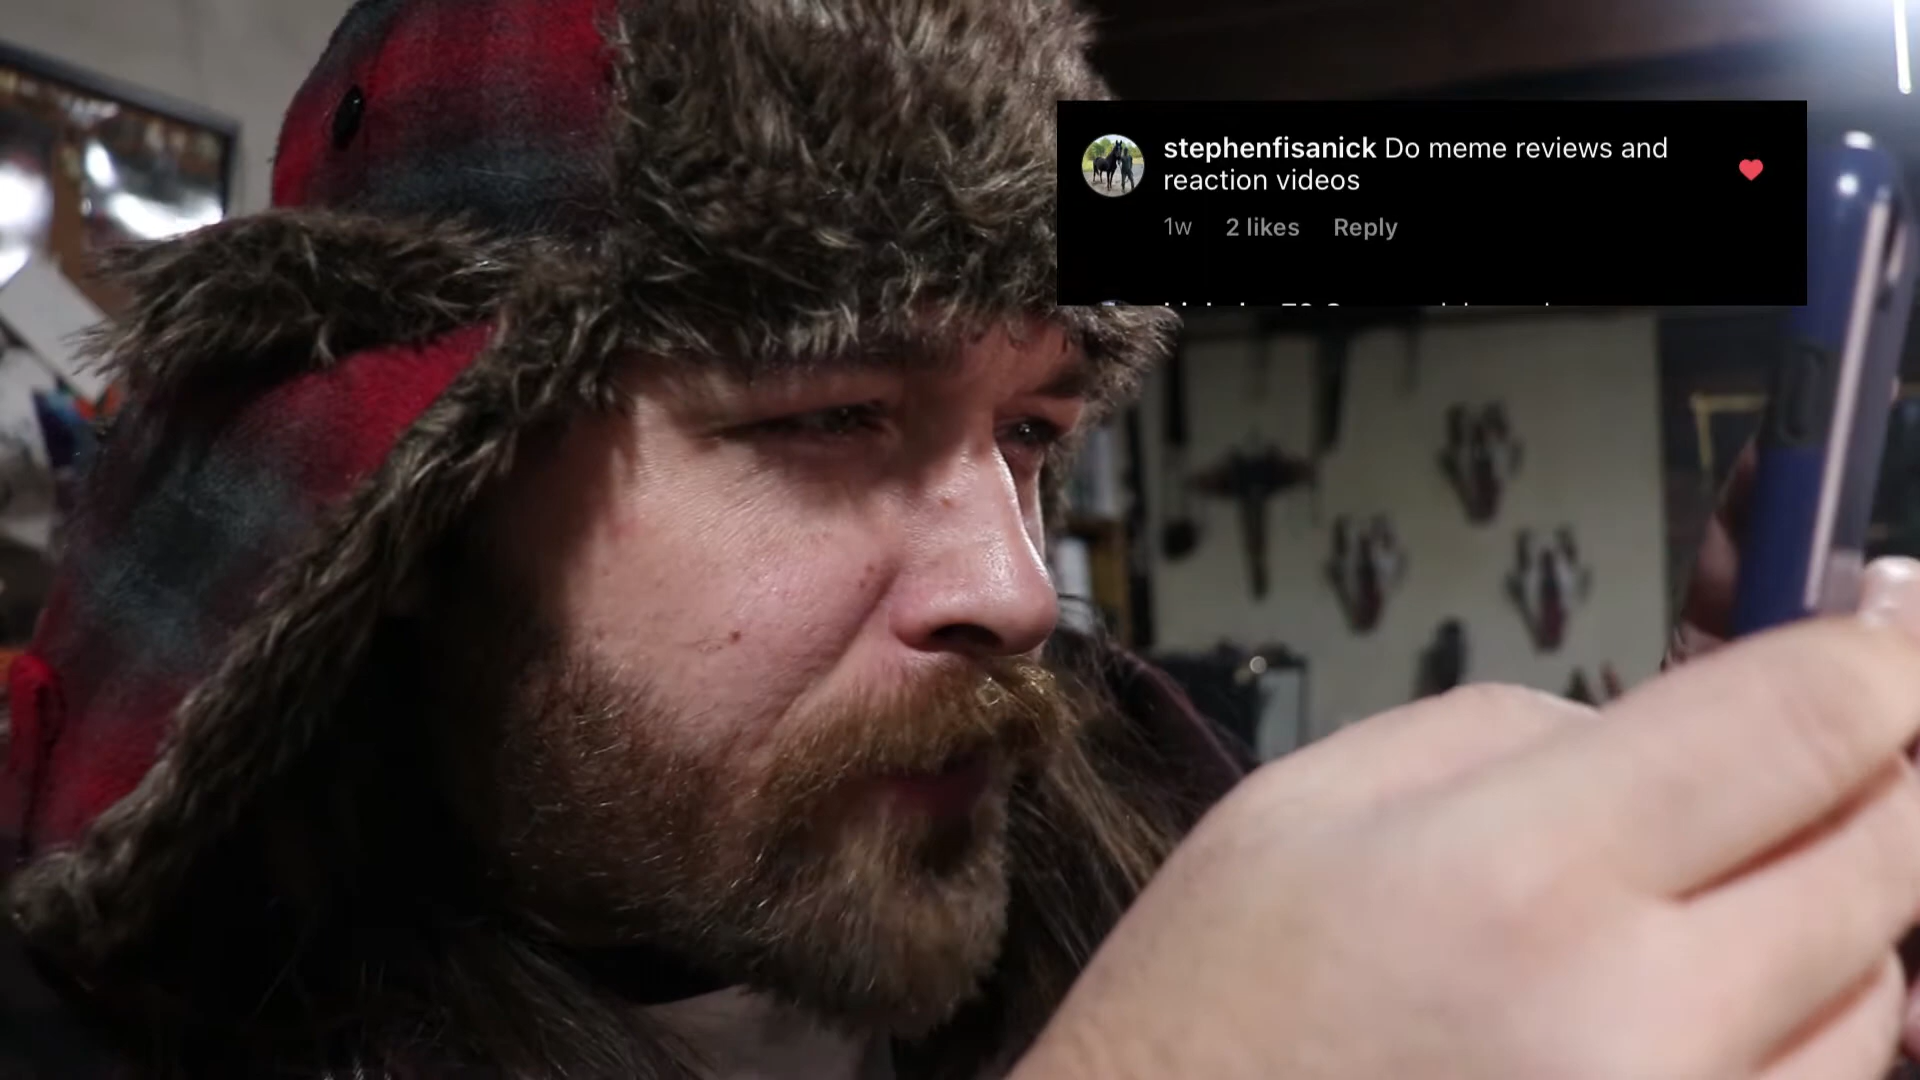 stephenfisanick Do meme reviews and
reaction videos
1w 2 likes Reply